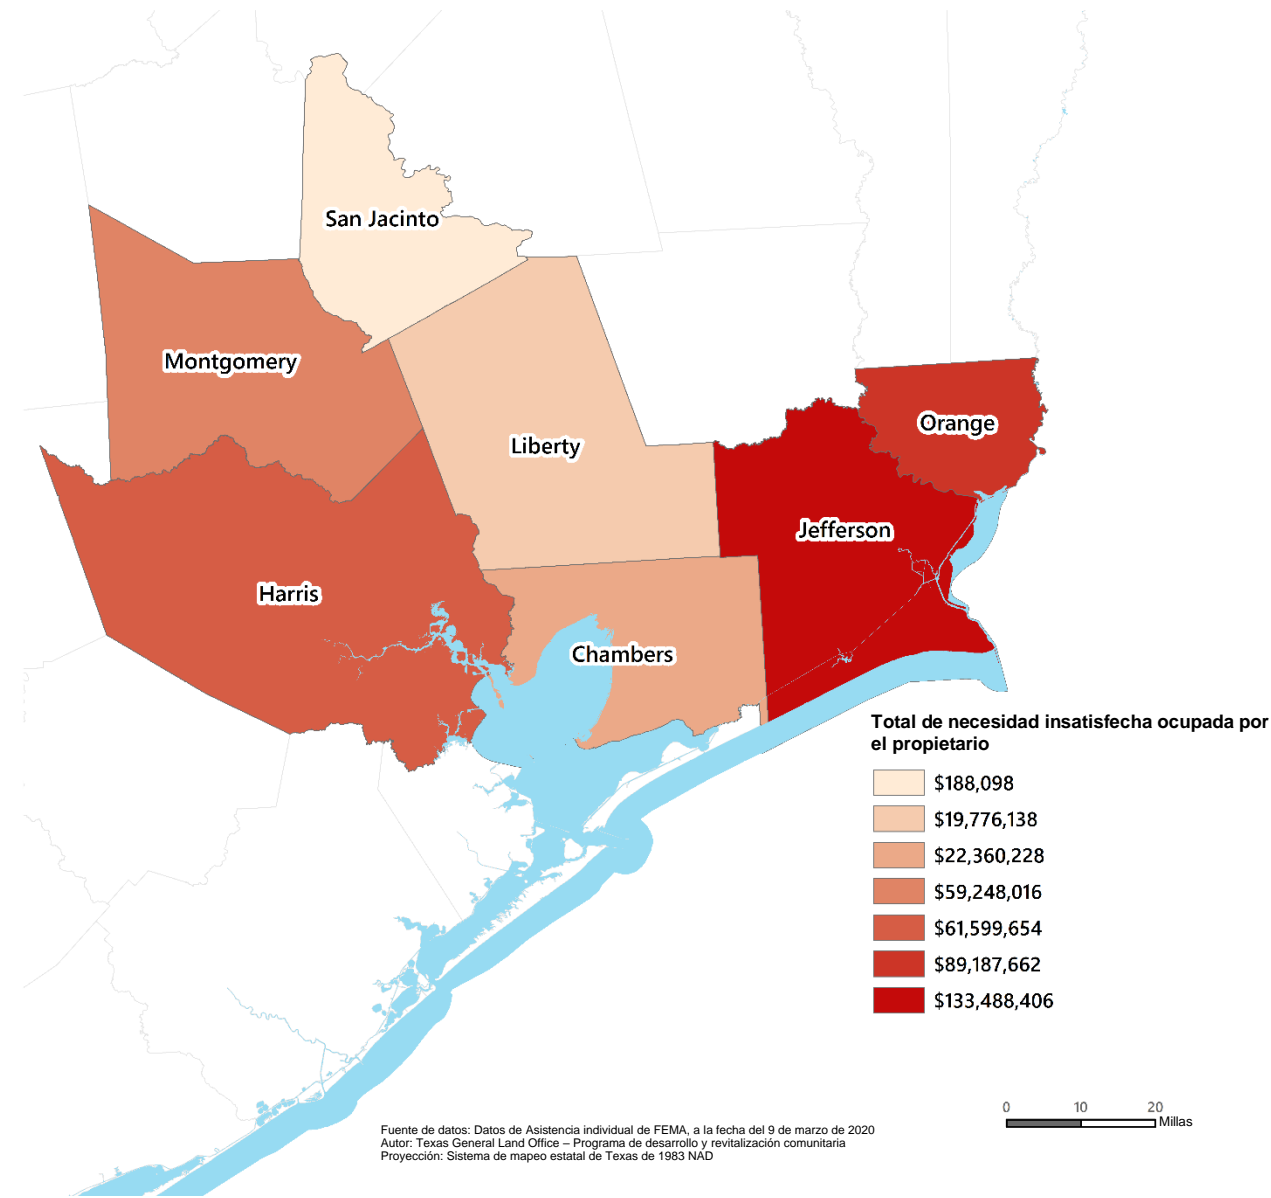 San Jacinto
Montgomery
Orange
Liberty
Jefferson
Harris
Chambers
Total de necesidad insatisfecha ocupada por
el propietario
$188,098
$19,776,138
$22,360,228
$59,248,016
$61,599,654
$89,187,662
$133,488,406
0 10 20
Millas
Fuente de datos: Datos de Asistencia individual de FEMA, a la fecha del 9 de marzo de 2020
Autor: Texas General Land Office – Programa de desarrollo y revitalización comunitaria
Proyección: Sistema de mapeo estatal de Texas de 1983 NAD